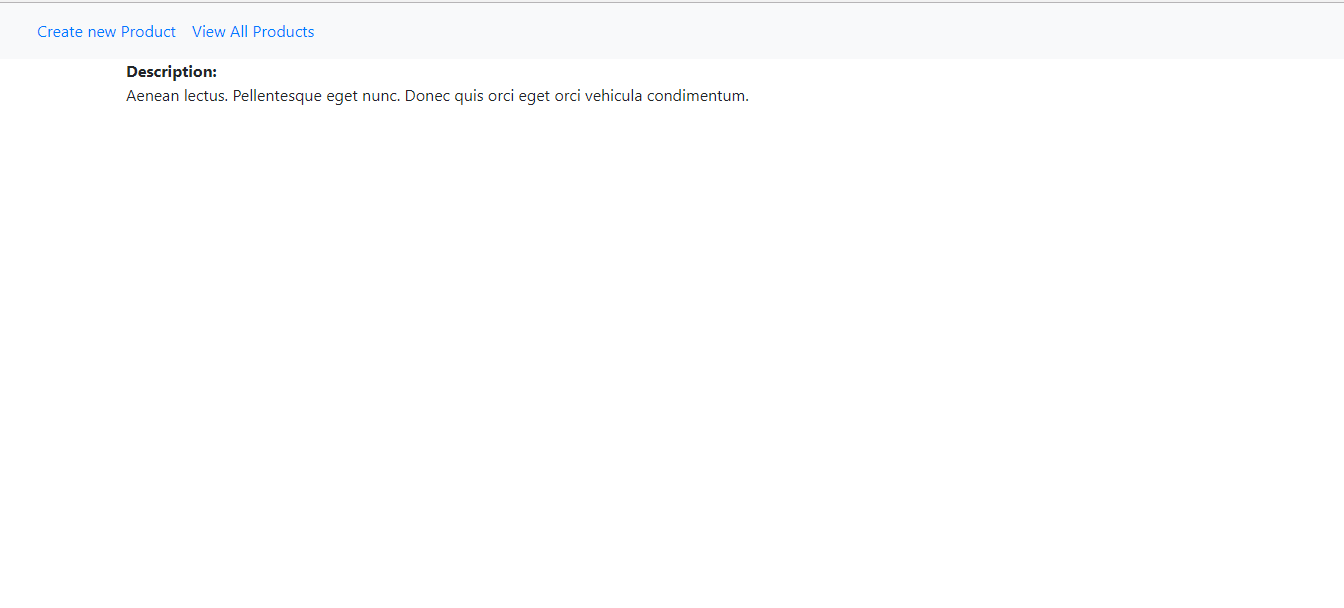 Create new Product View All Products
Description:
Aenean lectus. Pellentesque eget nunc. Donec quis orci eget orci vehicula condimentum.